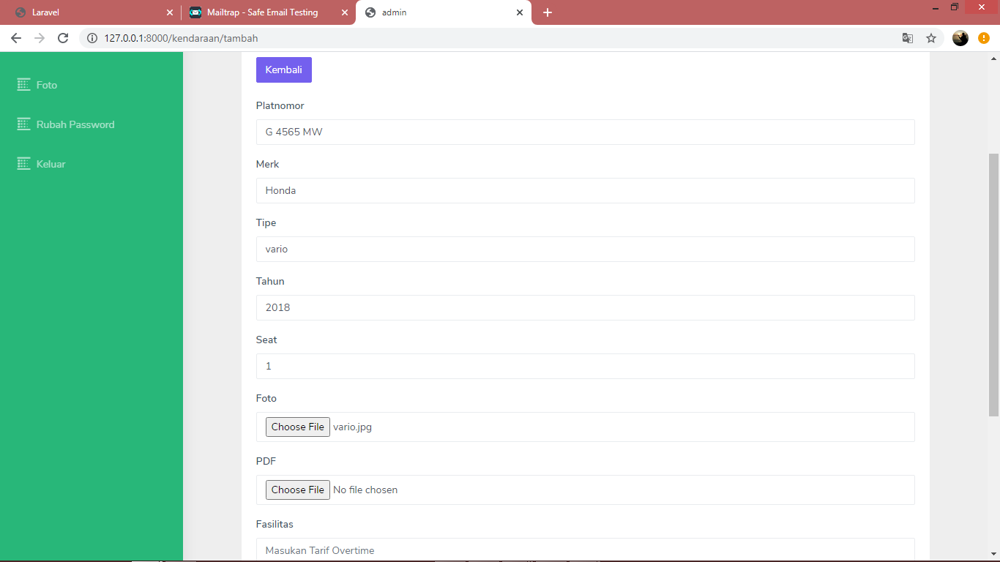 Laravel
Mailtrap - Safe Email Testing
admin
127.0.0.1:8000/kendaraan/tambah
Foto
Rubah Password
Keluar
Kembali
Platnomor
G 4565 MW
Merk
Honda
Tipe
vario
Tahun
2018
Seat
1
Foto
Choose File vario.jpg
PDF
Choose File No file chosen
Fasilitas
Masukan Tarif Overtime